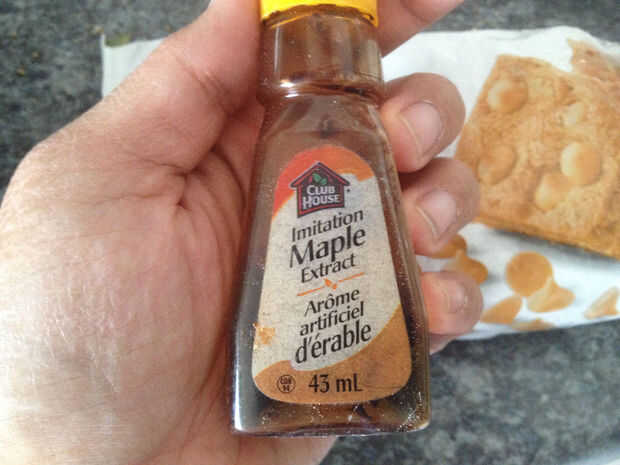 CLUB
HOUSE
Imitation
Maple
Extract
Arôme
artificiel
d'érable
43 mL